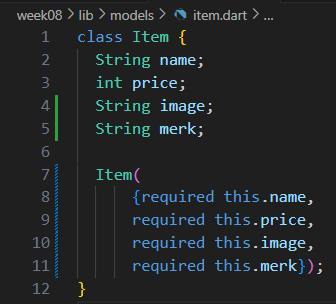 week08 > lib > models > item.dart > ...
1 class Item {
2 String name;
3 int price;
4 String image;
5 String merk;
6
7 Item(
8 {required this.name,
9 required this.price,
10 required this.image,
11 required this.merk});
12 }